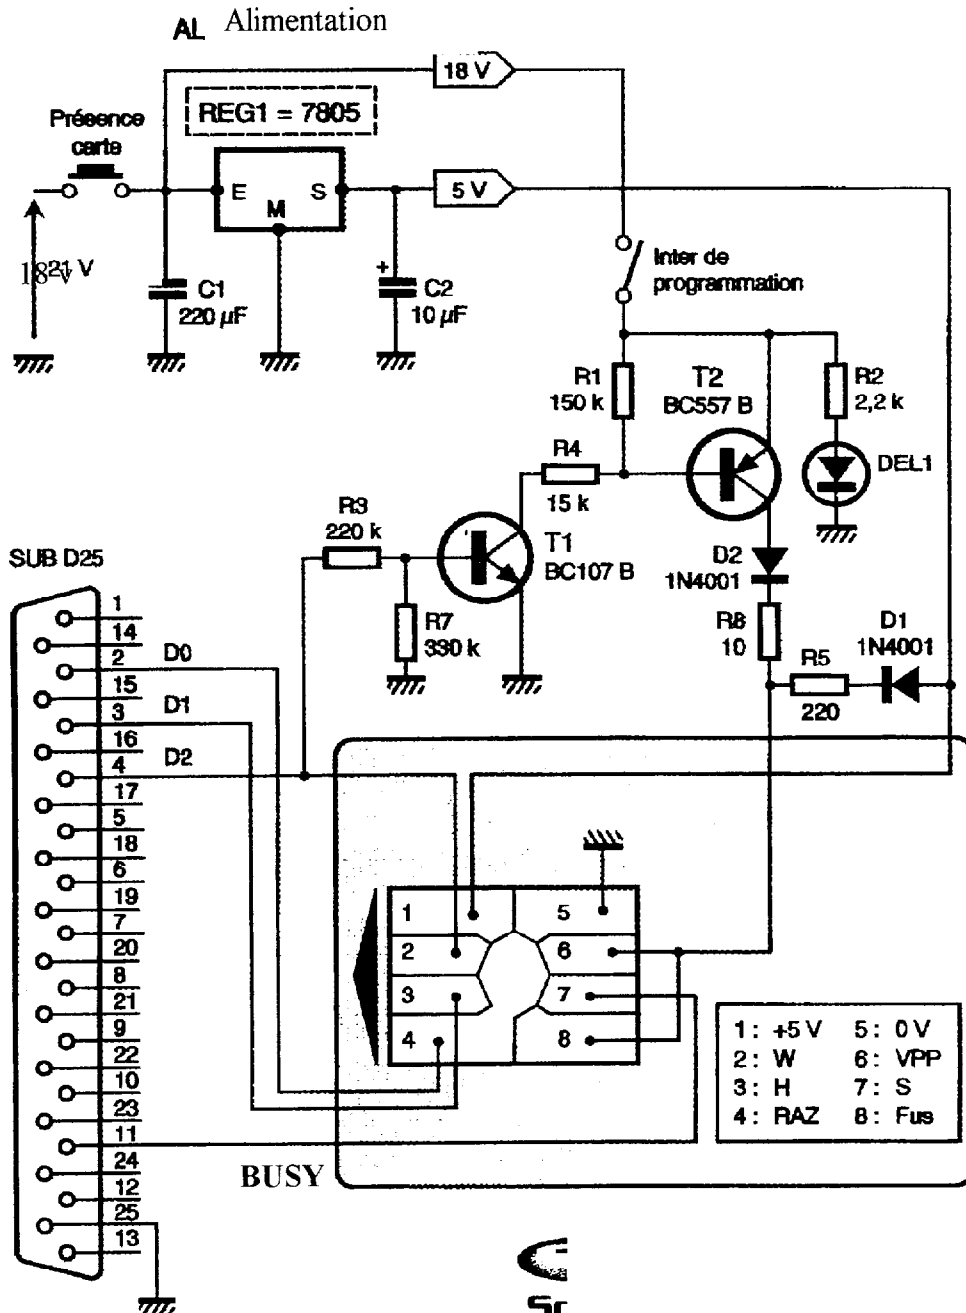 AL Alimentation
18 V
REG1 = 7805
Présence
carte
E M S
5 V
21 V
18 V
C1
220 µF
+
C2
10 µF
Inter de
programmation
R1
150 k
T2
BC557 B
R2
2,2 k
R4
15 k
DEL1
R3
220 k
T1
BC107 B
D2
1N4001
SUB D25
R7
330 k
R8
10
D1
1N4001
R5
220
1
14
2 D0
15
3 D1
16
4 D2
17
5
18
6
19
7
20
8
21
9
22
10
23
11
24
12
25
13
BUSY
1 5
2 6
3 7
4 8
1 : +5 V 5 : 0 V
2 : W 6 : VPP
3 : H 7 : S
4 : RAZ 8 : Fus